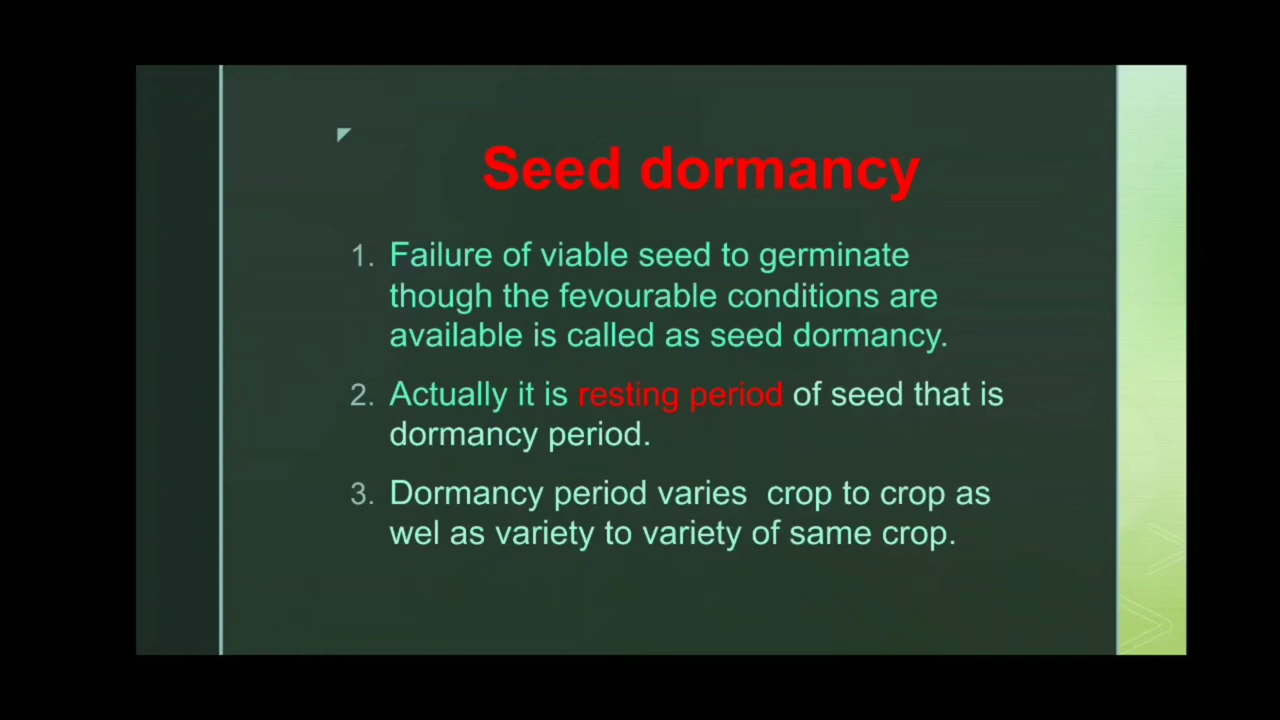 Seed dormancy
1. Failure of viable seed to germinate
though the fevourable conditions are
available is called as seed dormancy.
2. Actually it is resting period of seed that is
dormancy period.
3. Dormancy period varies  crop to crop as
wel as variety to variety of same crop.